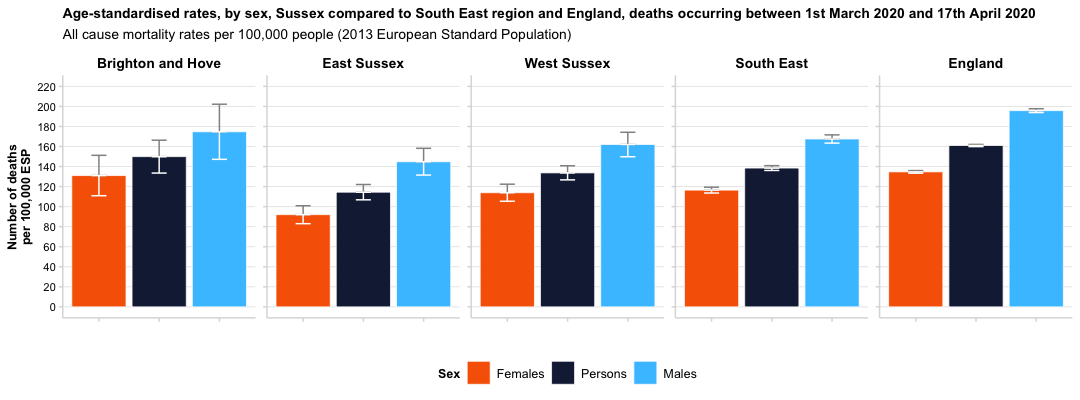 Age-standardised rates, by sex, Sussex compared to South East region and England, deaths occurring between 1st March 2020 and 17th April 2020
All cause mortality rates per 100,000 people (2013 European Standard Population)
Brighton and Hove
East Sussex
West Sussex
South East
England
Number of deaths
per 100,000 ESP
220
200
180
160
140
120
100
80
60
40
20
0
Sex Females Persons Males